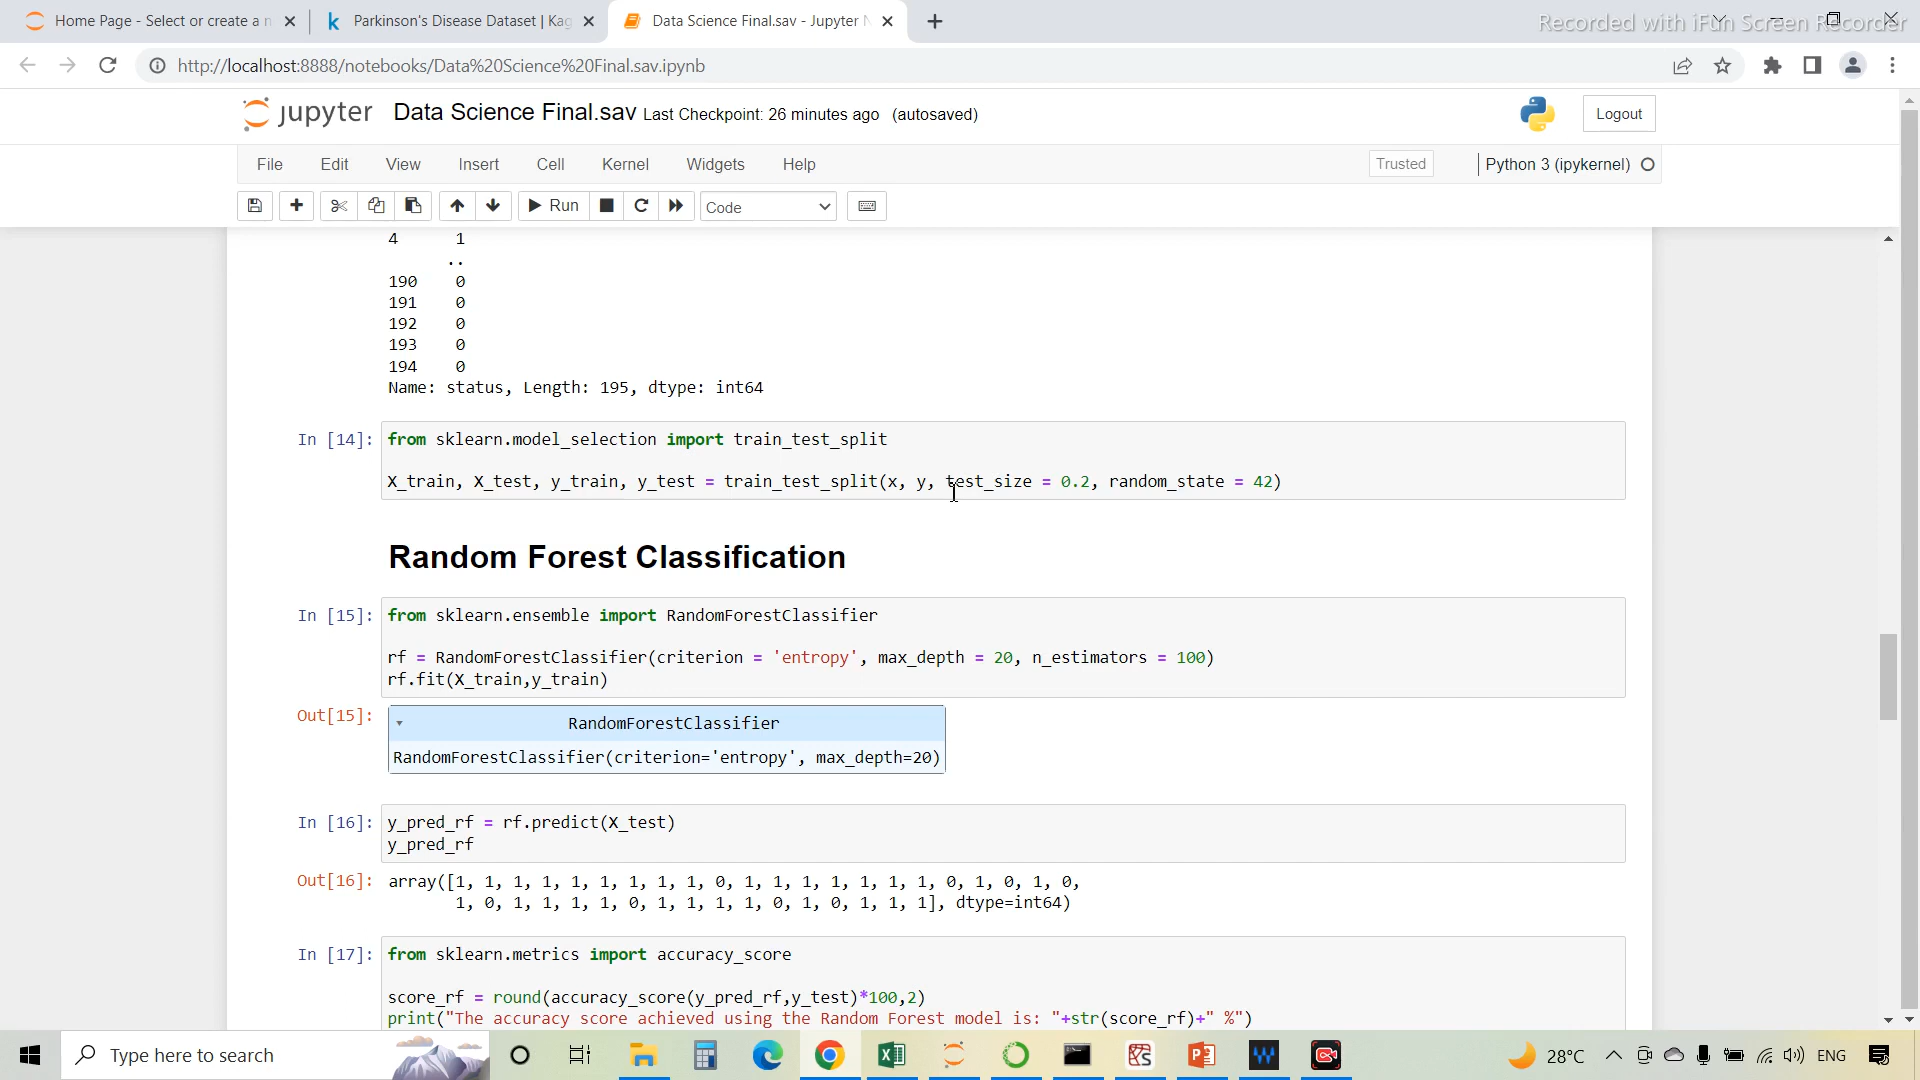 Home Page - Select or create a n
Parkinson's Disease Dataset | Kag
Data Science Final.sav - Jupyter N
Recorded with iFun Screen Recorder
http://localhost:8888/notebooks/Data%20Science%20Final.sav.ipynb
jupyter Data Science Final.sav Last Checkpoint: 26 minutes ago (autosaved)
Logout
File Edit View Insert Cell Kernel Widgets Help
Trusted
Python 3 (ipykernel)
Run
Code
4 1
..
190 0
191 0
192 0
193 0
194 0
Name: status, Length: 195, dtype: int64
In [14]: from sklearn.model_selection import train_test_split
X_train, X_test, y_train, y_test = train_test_split(x, y, test_size = 0.2, random_state = 42)
Random Forest Classification
In [15]: from sklearn.ensemble import RandomForestClassifier
rf = RandomForestClassifier(criterion = 'entropy', max_depth = 20, n_estimators = 100)
rf.fit(X_train,y_train)
Out[15]: RandomForestClassifier
RandomForestClassifier(criterion='entropy', max_depth=20)
In [16]: y_pred_rf = rf.predict(X_test)
y_pred_rf
Out[16]: array([1, 1, 1, 1, 1, 1, 1, 1, 1, 0, 1, 1, 1, 1, 1, 1, 1, 0, 1, 0, 1, 0,
1, 0, 1, 1, 1, 1, 0, 1, 1, 1, 1, 0, 1, 0, 1, 1, 1], dtype=int64)
In [17]: from sklearn.metrics import accuracy_score
score_rf = round(accuracy_score(y_pred_rf,y_test)*100,2)
print("The accuracy score achieved using the Random Forest model is: "+str(score_rf)+" %")
Type here to search
28°C
ENG